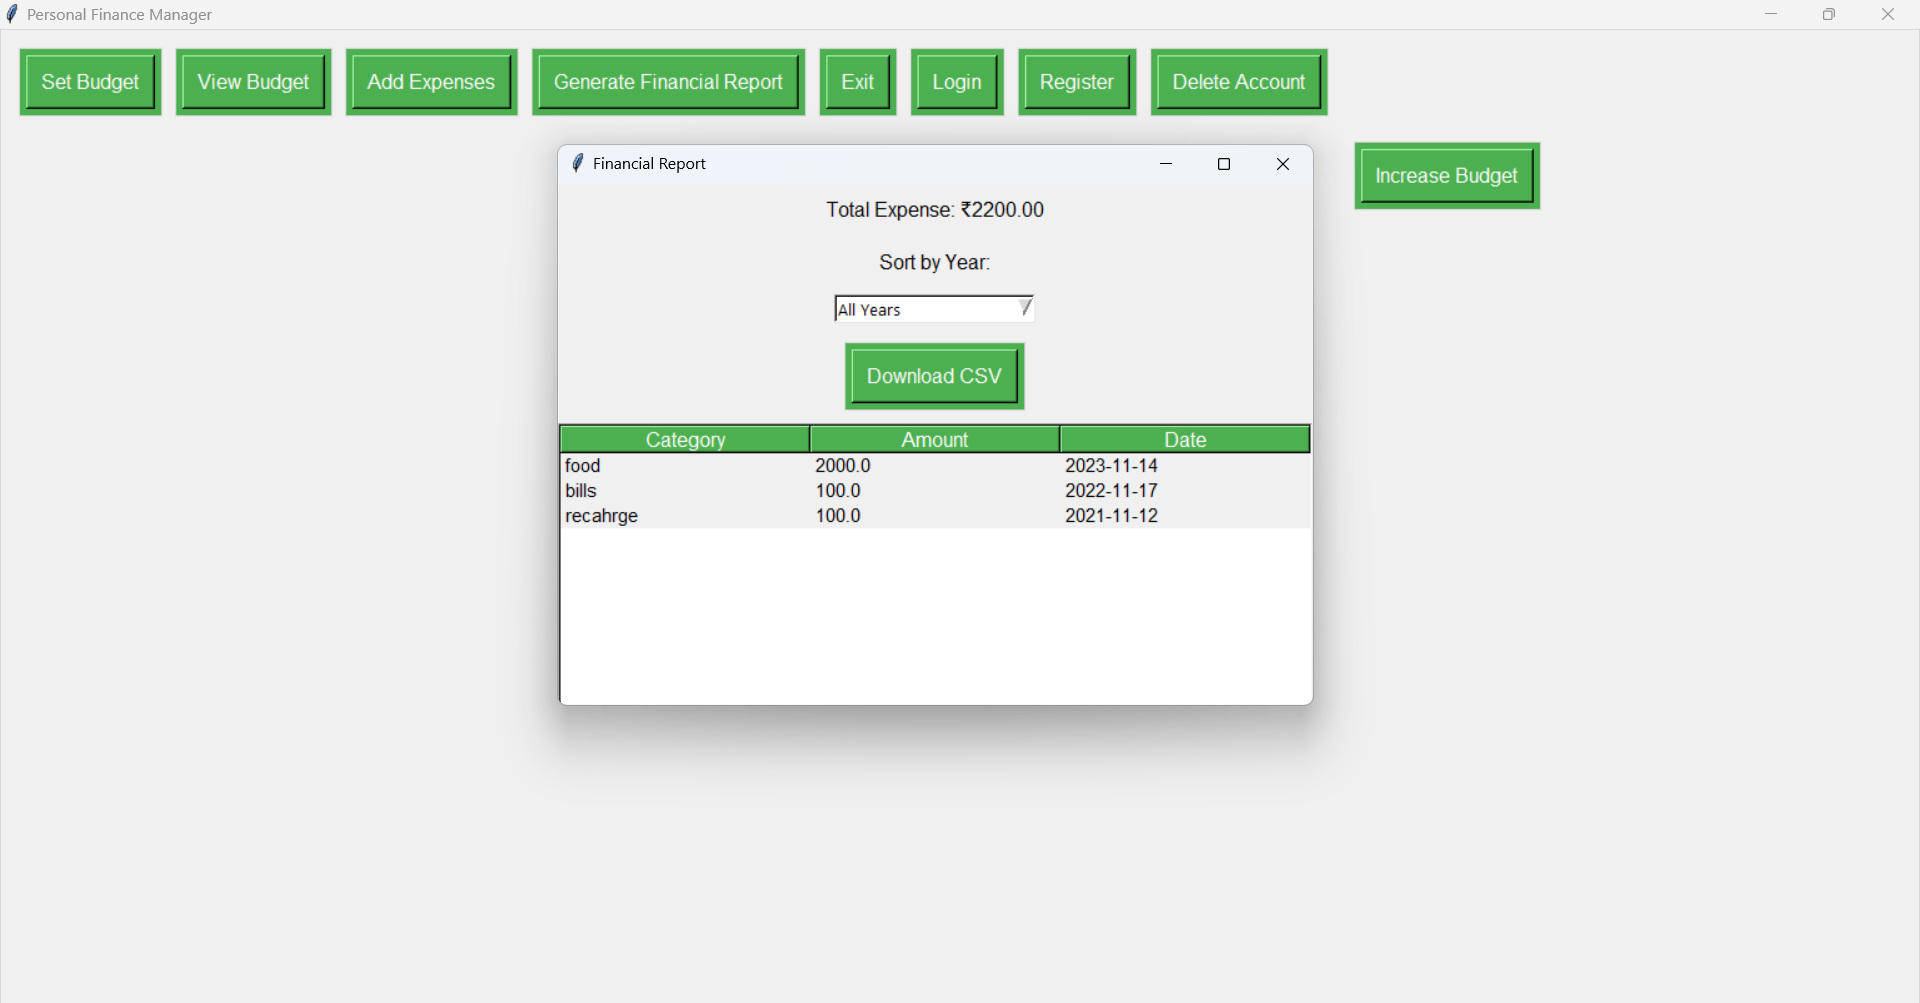 Personal Finance Manager
Set Budget View Budget Add Expenses Generate Financial Report Exit Login Register Delete Account
Financial Report
Increase Budget
Total Expense: ₹2200.00
Sort by Year:
All Years
Download CSV
Category Amount Date
food 2000.0 2023-11-14
bills 100.0 2022-11-17
recahrge 100.0 2021-11-12